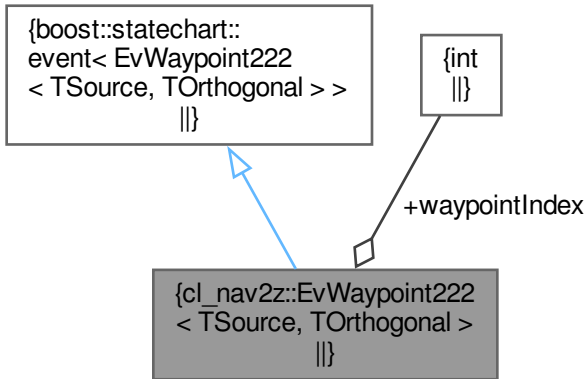 {boost::statechart::
event< EvWaypoint222
< TSource, TOrthogonal > >
||}
{int
||}
+waypointIndex
{cl_nav2z::EvWaypoint222
< TSource, TOrthogonal >
||}